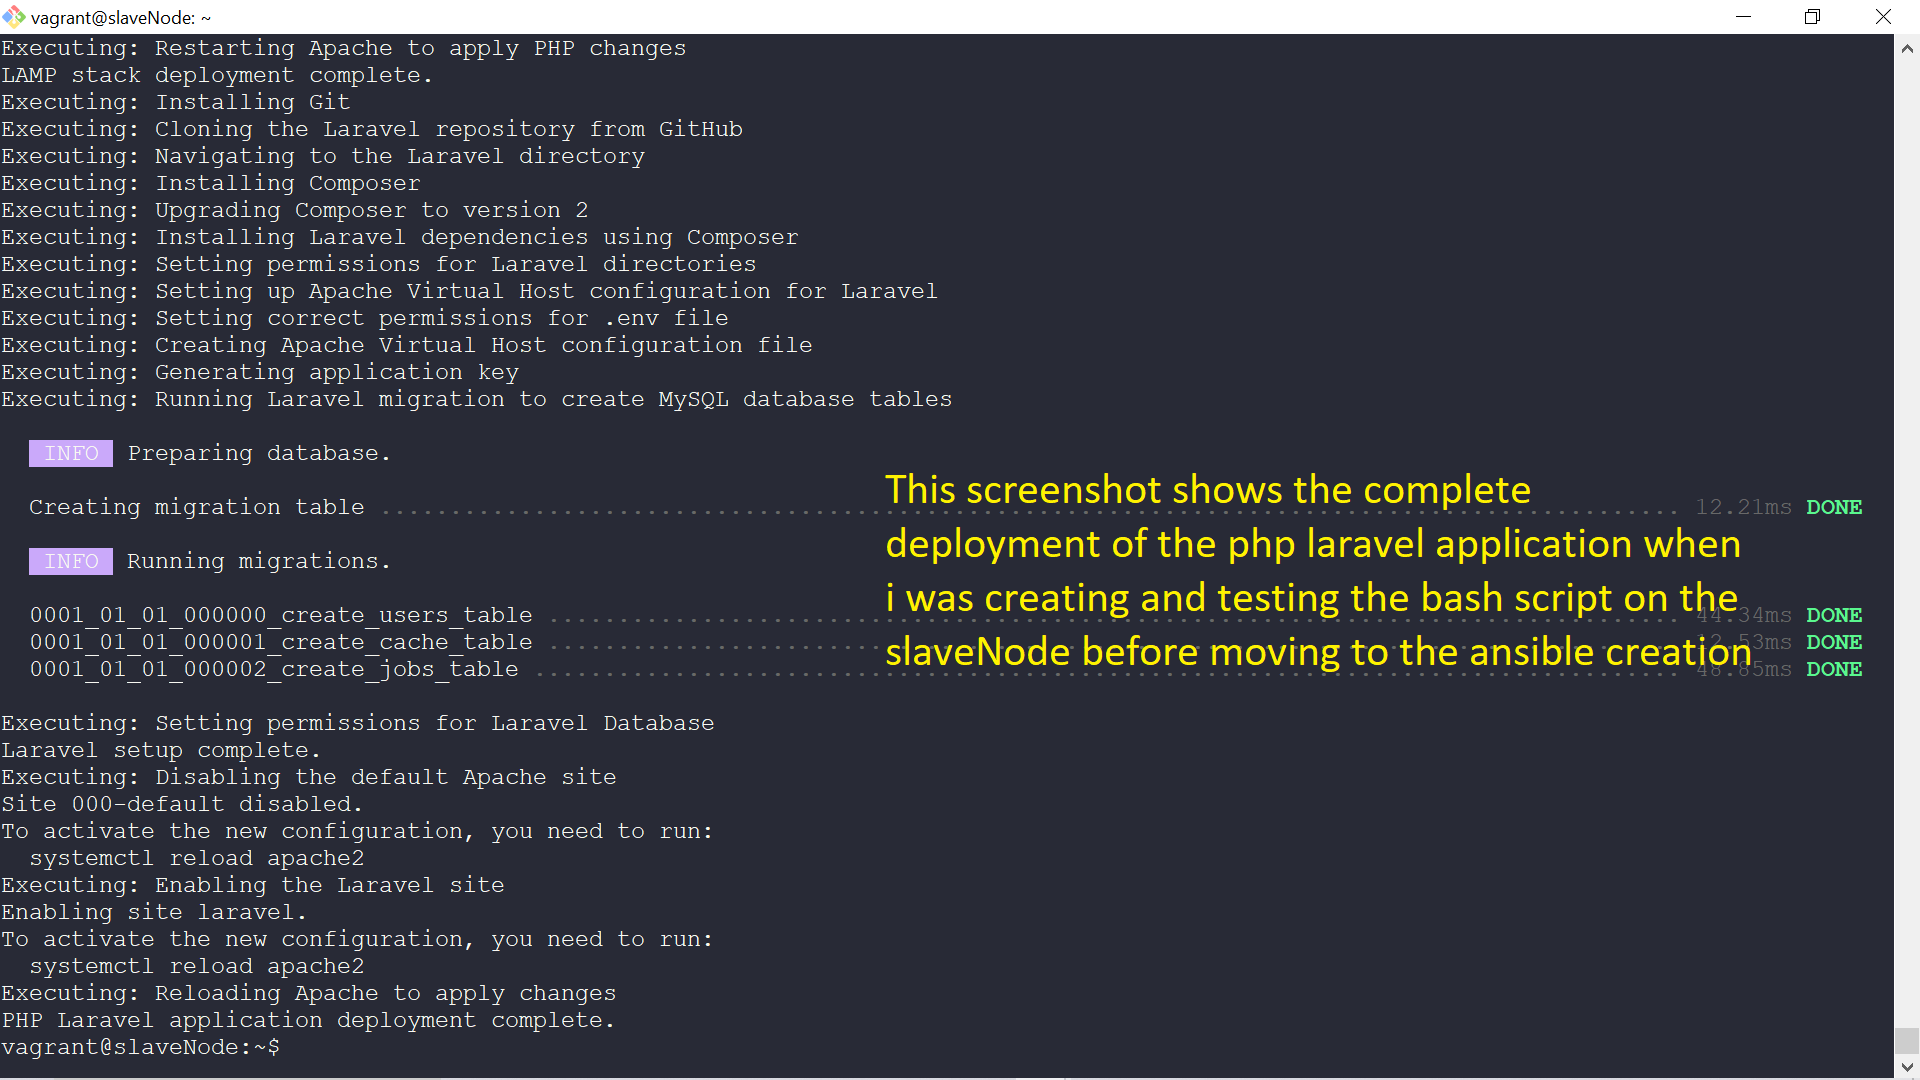 vagrant@slaveNode: ~
Executing: Restarting Apache to apply PHP changes
LAMP stack deployment complete.
Executing: Installing Git
Executing: Cloning the Laravel repository from GitHub
Executing: Navigating to the Laravel directory
Executing: Installing Composer
Executing: Upgrading Composer to version 2
Executing: Installing Laravel dependencies using Composer
Executing: Setting permissions for Laravel directories
Executing: Setting up Apache Virtual Host configuration for Laravel
Executing: Setting correct permissions for .env file
Executing: Creating Apache Virtual Host configuration file
Executing: Generating application key
Executing: Running Laravel migration to create MySQL database tables
INFO Preparing database.
Creating migration table 12.21ms DONE
INFO Running migrations.
0001_01_01_000000_create_users_table 44.34ms DONE
0001_01_01_000001_create_cache_table 12.53ms DONE
0001_01_01_000002_create_jobs_table 48.85ms DONE
This screenshot shows the complete
deployment of the php laravel application when
i was creating and testing the bash script on the
slaveNode before moving to the ansible creation
Executing: Setting permissions for Laravel Database
Laravel setup complete.
Executing: Disabling the default Apache site
Site 000-default disabled.
To activate the new configuration, you need to run:
systemctl reload apache2
Executing: Enabling the Laravel site
Enabling site laravel.
To activate the new configuration, you need to run:
systemctl reload apache2
Executing: Reloading Apache to apply changes
PHP Laravel application deployment complete.
vagrant@slaveNode:~$